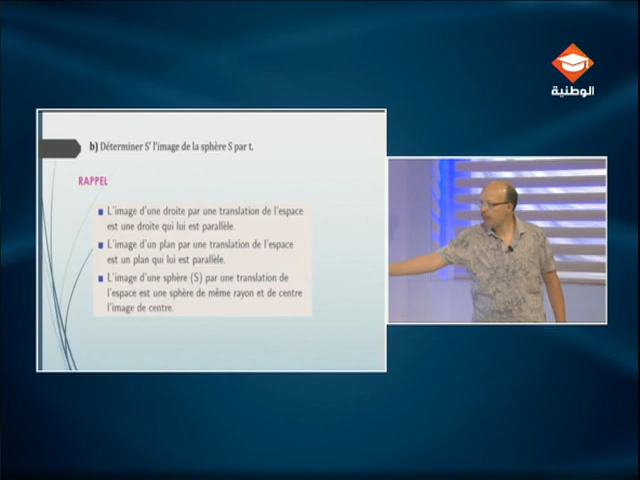 الوطنية
b) Déterminer S' l'image de la sphère S par t.
RAPPEL
L'image d'une droite par une translation de l'espace
est une droite qui lui est parallèle.
L'image d'un plan par une translation de l'espace
est un plan qui lui est parallèle.
L'image d'une sphère (S) par une translation de
l'espace est une sphère de même rayon et de centre
l'image de centre.